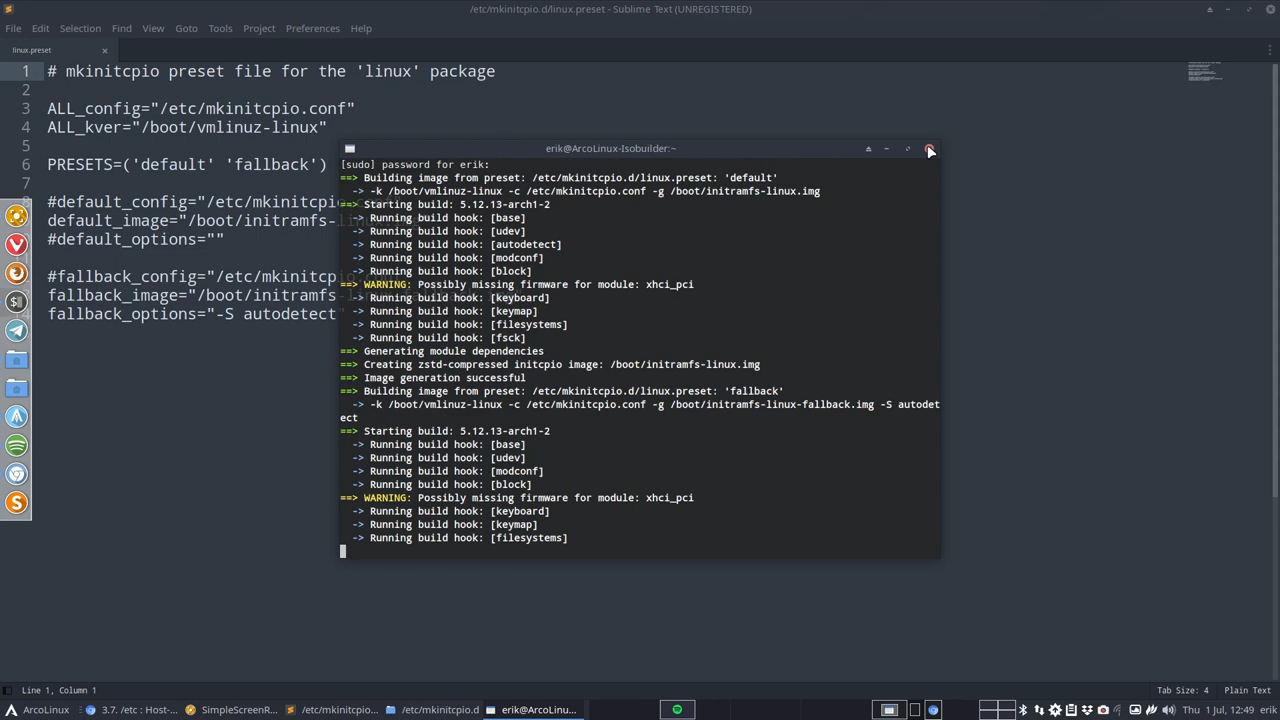 /etc/mkinitcpio.d/linux.preset - Sublime Text (UNREGISTERED)
File Edit Selection Find View Goto Tools Project Preferences Help
linux.preset
1 # mkinitcpio preset file for the 'linux' package
2
3 ALL_config="/etc/mkinitcpio.conf"
4 ALL_kver="/boot/vmlinuz-linux"
5
6 PRESETS=('default' 'fallback')
7
#default_config="/etc/mkinitcpio
default_image="/boot/initramfs-l
#default_options=""
#fallback_config="/etc/mkinitcpi
fallback_image="/boot/initramfs-
fallback_options="-S autodetect"
erik@ArcoLinux-Isobuilder:~
[sudo] password for erik:
==> Building image from preset: /etc/mkinitcpio.d/linux.preset: 'default'
-> -k /boot/vmlinuz-linux -c /etc/mkinitcpio.conf -g /boot/initramfs-linux.img
==> Starting build: 5.12.13-arch1-2
-> Running build hook: [base]
-> Running build hook: [udev]
-> Running build hook: [autodetect]
-> Running build hook: [modconf]
-> Running build hook: [block]
==> WARNING: Possibly missing firmware for module: xhci_pci
-> Running build hook: [keyboard]
-> Running build hook: [keymap]
-> Running build hook: [filesystems]
-> Running build hook: [fsck]
==> Generating module dependencies
==> Creating zstd-compressed initcpio image: /boot/initramfs-linux.img
==> Image generation successful
==> Building image from preset: /etc/mkinitcpio.d/linux.preset: 'fallback'
-> -k /boot/vmlinuz-linux -c /etc/mkinitcpio.conf -g /boot/initramfs-linux-fallback.img -S autodet
ect
==> Starting build: 5.12.13-arch1-2
-> Running build hook: [base]
-> Running build hook: [udev]
-> Running build hook: [modconf]
-> Running build hook: [block]
==> WARNING: Possibly missing firmware for module: xhci_pci
-> Running build hook: [keyboard]
-> Running build hook: [keymap]
-> Running build hook: [filesystems]
Line 1, Column 1 Tab Size: 4 Plain Text
ArcoLinux 3.7. /etc : Host-... SimpleScreenR... /etc/mkinitcpio... /etc/mkinitcpio.d erik@ArcoLinu... Thu 1 Jul, 12:49 erik